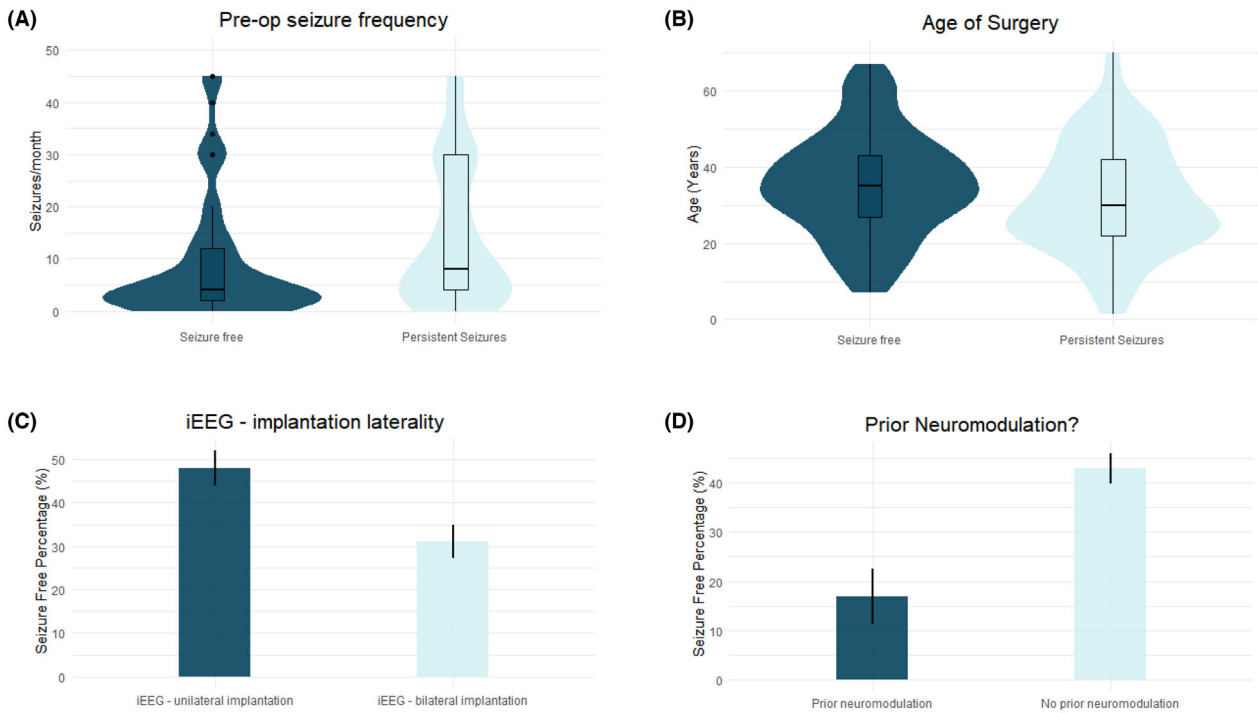 (A)
Pre-op seizure frequency
50
40
30
20
10
0
Seizures/month
Seizure free
Persistent Seizures
(B)
Age of Surgery
60
40
20
0
Age (Years)
Seizure free
Persistent Seizures
(C)
iEEG - implantation laterality
50
40
30
20
10
0
Seizure Free Percentage (%)
iEEG - unilateral implantation
iEEG - bilateral implantation
(D)
Prior Neuromodulation?
40
30
20
10
0
Seizure Free Percentage (%)
Prior neuromodulation
No prior neuromodulation